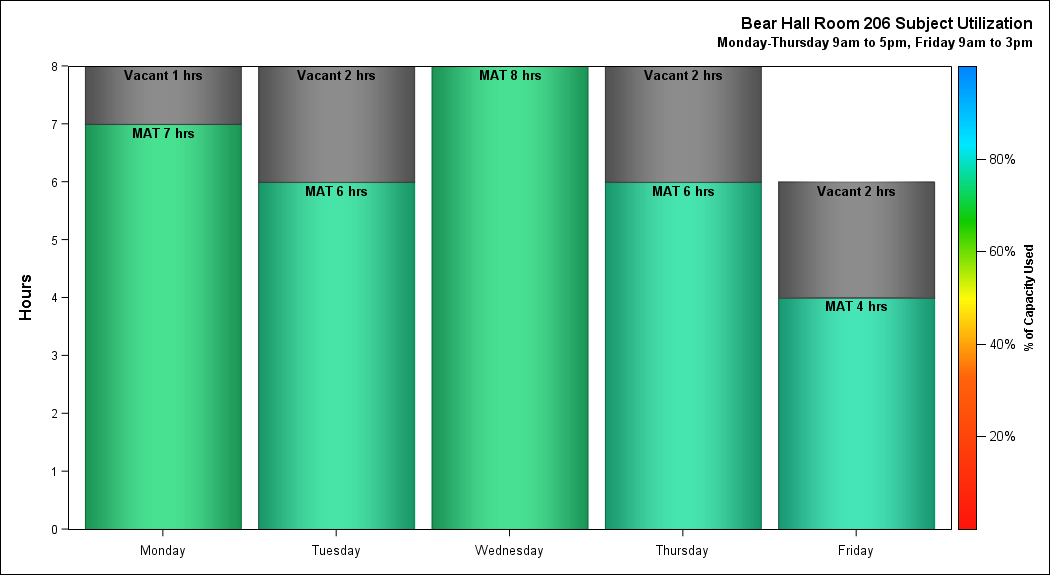 Bear Hall Room 206 Subject Utilization
Monday-Thursday 9am to 5pm, Friday 9am to 3pm
8
7
6
5
4
3
2
1
0
Hours
Vacant 1 hrs
MAT 7 hrs
Vacant 2 hrs
MAT 6 hrs
MAT 8 hrs
Vacant 2 hrs
MAT 6 hrs
Vacant 2 hrs
MAT 4 hrs
Monday
Tuesday
Wednesday
Thursday
Friday
80%
60%
40%
20%
% of Capacity Used